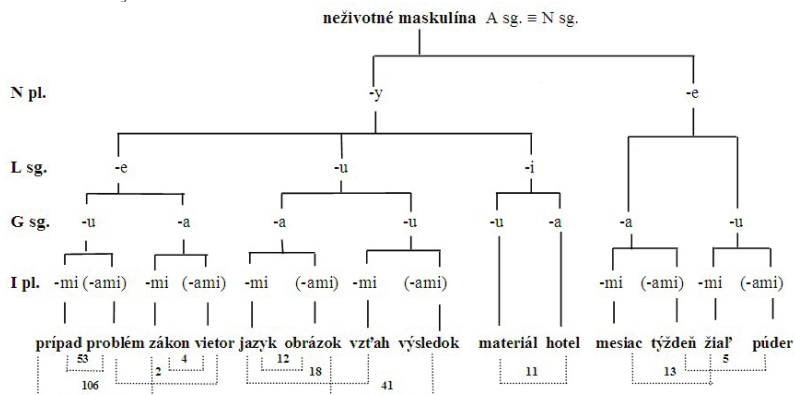 neživotné maskulína A sg. ≡ N sg.
N pl. -y -e
L sg. -e -u -i
G sg. -u -a -a -u -u -a -a -u
I pl. -mi (-ami) -mi (-ami) -mi (-ami) -mi (-ami) -mi (-ami) -mi (-ami)
prípad problém zákon vietor jazyk obrázok vzťah výsledok materiál hotel mesiac týždeň žiaľ púder
53 4 12 11 5
2 18 13
106 41